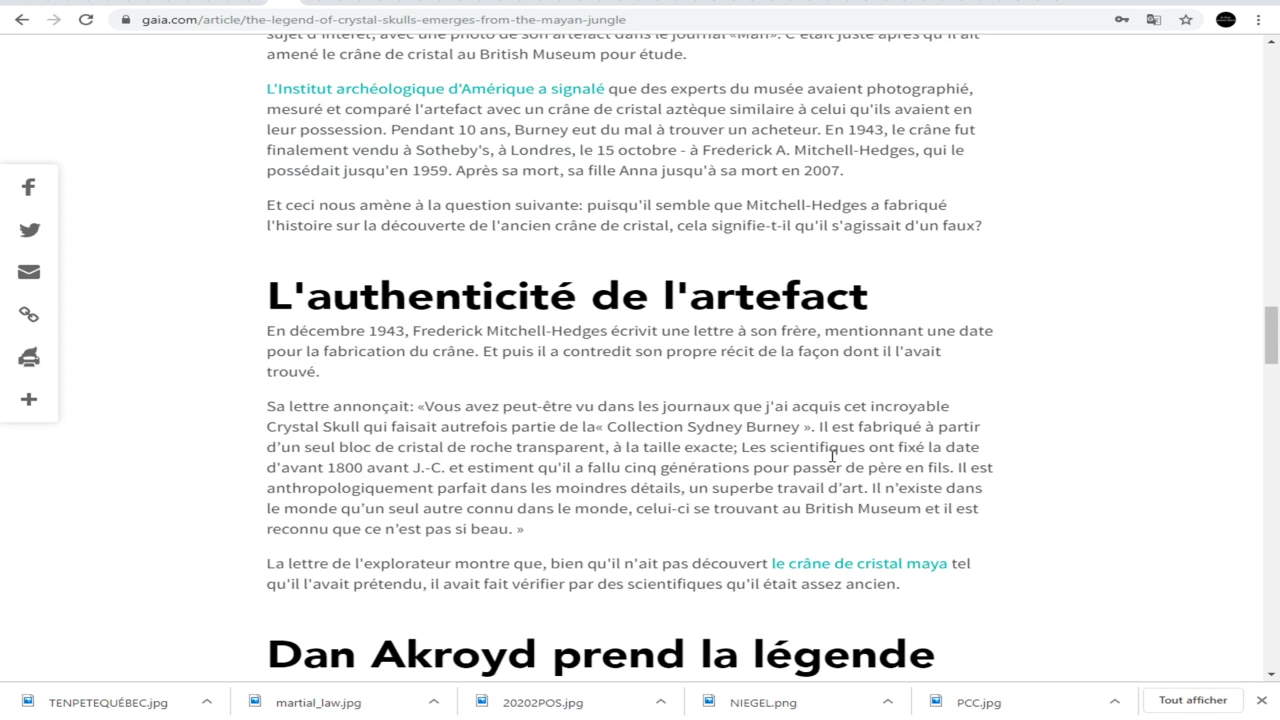 gaia.com/article/the-legend-of-crystal-skulls-emerges-from-the-mayan-jungle
sujet d'intérêt, avec une photo de son artefact dans le journal «Man». C'était juste après qu'il ait
amené le crâne de cristal au British Museum pour étude.
L'Institut archéologique d'Amérique a signalé que des experts du musée avaient photographié,
mesuré et comparé l'artefact avec un crâne de cristal aztèque similaire à celui qu'ils avaient en
leur possession. Pendant 10 ans, Burney eut du mal à trouver un acheteur. En 1943, le crâne fut
finalement vendu à Sotheby's, à Londres, le 15 octobre - à Frederick A. Mitchell-Hedges, qui le
possédait jusqu'en 1959. Après sa mort, sa fille Anna jusqu'à sa mort en 2007.
Et ceci nous amène à la question suivante: puisqu'il semble que Mitchell-Hedges a fabriqué
l'histoire sur la découverte de l'ancien crâne de cristal, cela signifie-t-il qu'il s'agissait d'un faux?
L'authenticité de l'artefact
En décembre 1943, Frederick Mitchell-Hedges écrivit une lettre à son frère, mentionnant une date
pour la fabrication du crâne. Et puis il a contredit son propre récit de la façon dont il l'avait
trouvé.
Sa lettre annonçait: «Vous avez peut-être vu dans les journaux que j'ai acquis cet incroyable
Crystal Skull qui faisait autrefois partie de la« Collection Sydney Burney ». Il est fabriqué à partir
d'un seul bloc de cristal de roche transparent, à la taille exacte; Les scientifiques ont fixé la date
d'avant 1800 avant J.-C. et estiment qu'il a fallu cinq générations pour passer de père en fils. Il est
anthropologiquement parfait dans les moindres détails, un superbe travail d'art. Il n'existe dans
le monde qu'un seul autre connu dans le monde, celui-ci se trouvant au British Museum et il est
reconnu que ce n'est pas si beau. »
La lettre de l'explorateur montre que, bien qu'il n'ait pas découvert le crâne de cristal maya tel
qu'il l'avait prétendu, il avait fait vérifier par des scientifiques qu'il était assez ancien.
Dan Akroyd prend la légende
TENPETEQUÉBEC.jpg
martial_law.jpg
20202POS.jpg
NIEGEL.png
PCC.jpg
Tout afficher